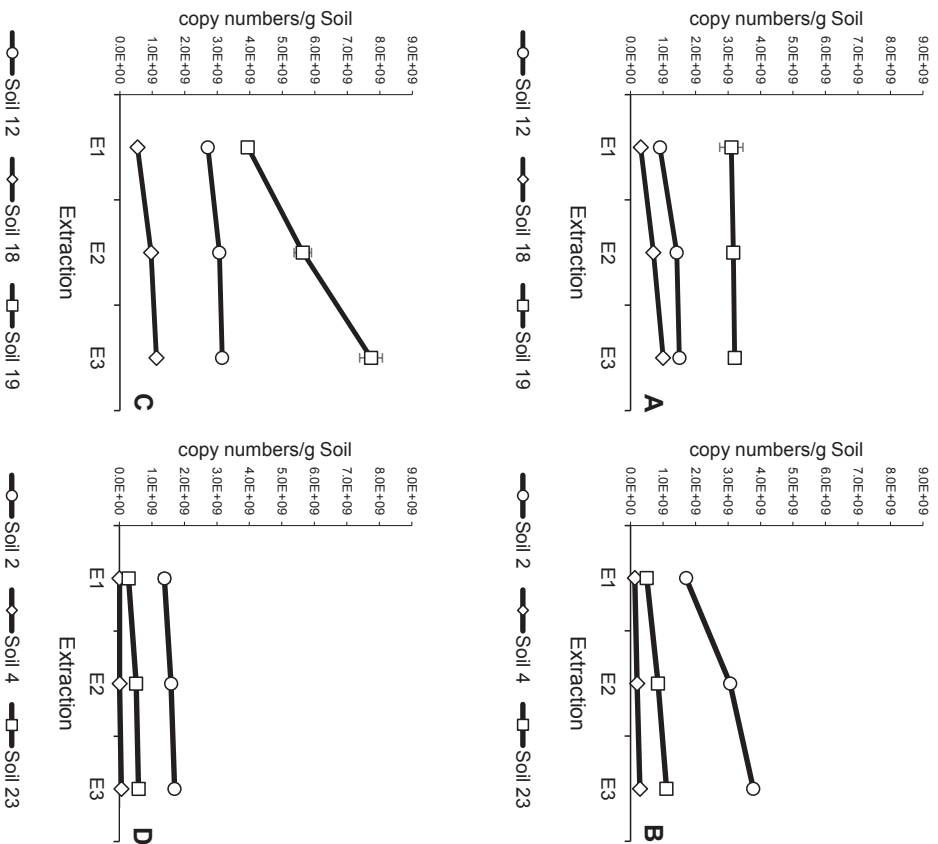 A
copy numbers/g Soil
9.0E+09
8.0E+09
7.0E+09
6.0E+09
5.0E+09
4.0E+09
3.0E+09
2.0E+09
1.0E+09
0.0E+00
E1 E2 E3
Extraction
Soil 12 Soil 18 Soil 19
B
copy numbers/g Soil
9.0E+09
8.0E+09
7.0E+09
6.0E+09
5.0E+09
4.0E+09
3.0E+09
2.0E+09
1.0E+09
0.0E+00
E1 E2 E3
Extraction
Soil 2 Soil 4 Soil 23
C
copy numbers/g Soil
9.0E+09
8.0E+09
7.0E+09
6.0E+09
5.0E+09
4.0E+09
3.0E+09
2.0E+09
1.0E+09
0.0E+00
E1 E2 E3
Extraction
Soil 12 Soil 18 Soil 19
D
copy numbers/g Soil
9.0E+09
8.0E+09
7.0E+09
6.0E+09
5.0E+09
4.0E+09
3.0E+09
2.0E+09
1.0E+09
0.0E+00
E1 E2 E3
Extraction
Soil 2 Soil 4 Soil 23